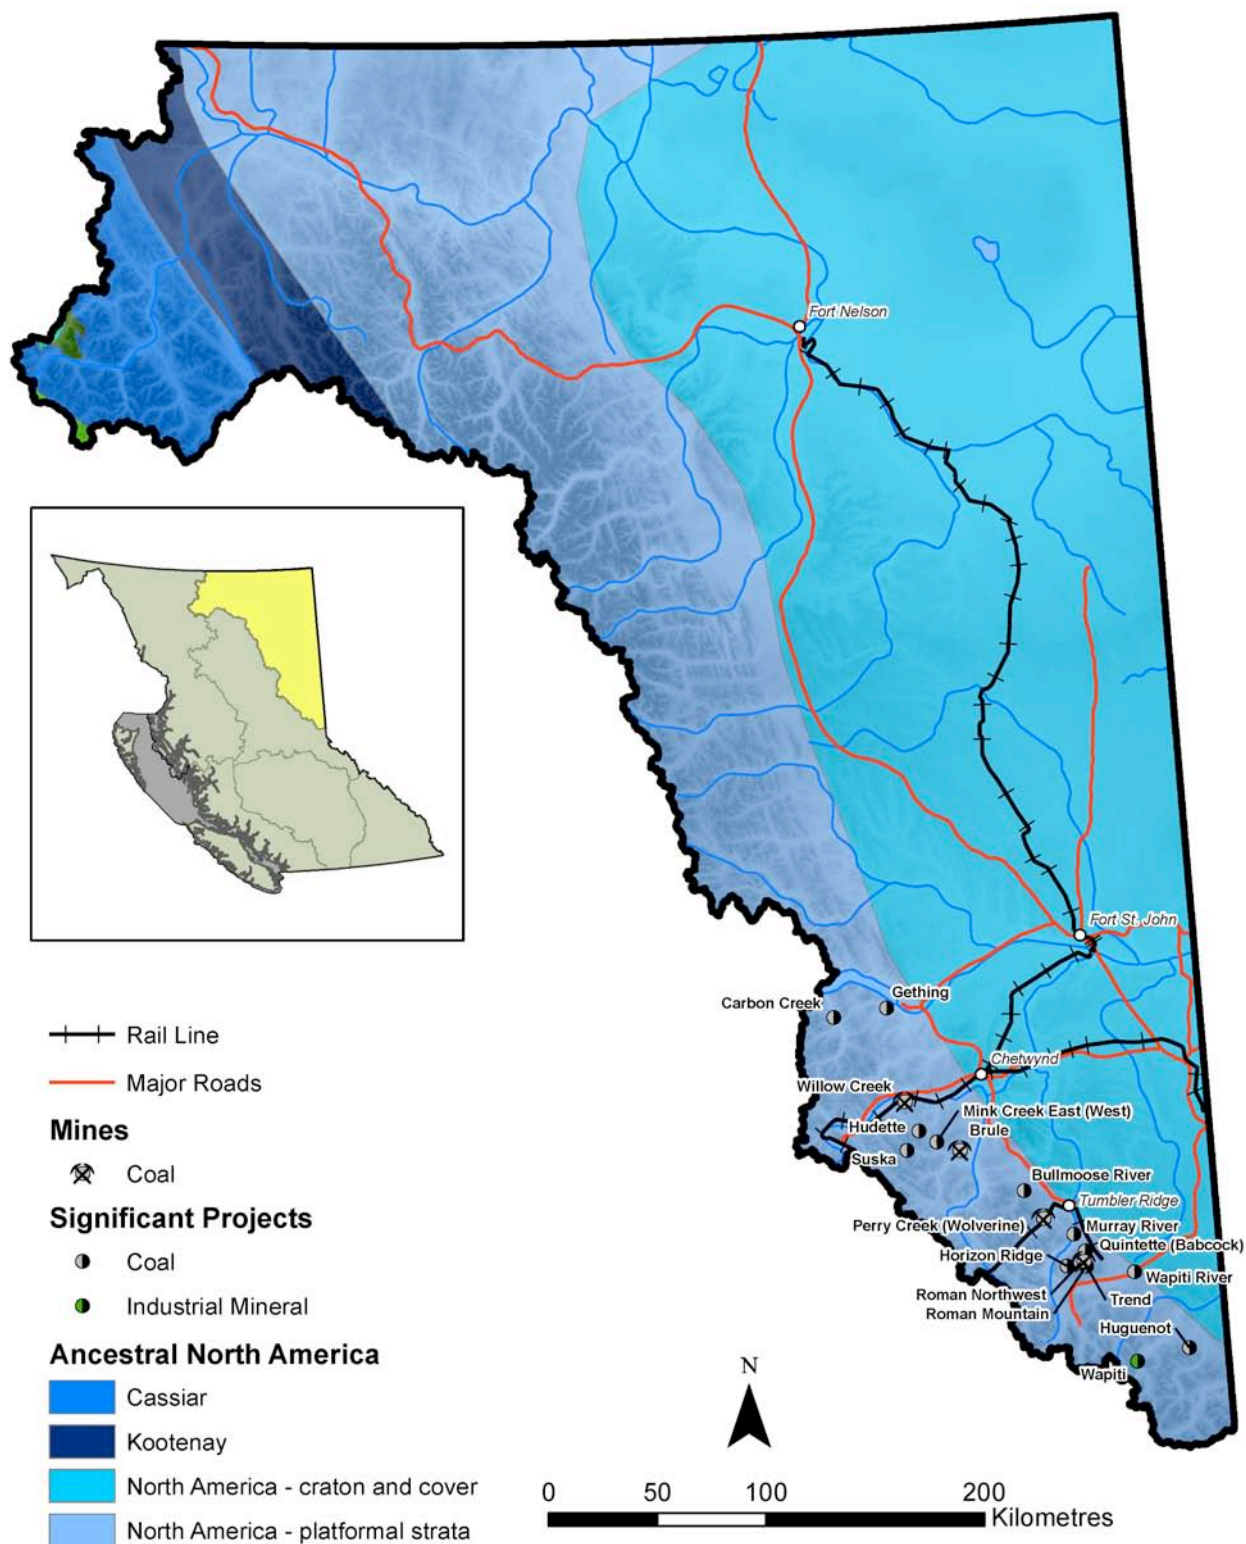 Fort Nelson
Fort St. John
Gething
Carbon Creek
Chetwynd
Willow Creek
Mink Creek East (West)
Hudette
Brule
Suska
Bullmoose River
Tumbler Ridge
Perry Creek (Wolverine)
Murray River
Quintette (Babcock)
Horizon Ridge
Wapiti River
Roman Northwest
Trend
Roman Mountain
Huguenot
Wapiti
Rail Line
Major Roads
Mines
Coal
Significant Projects
Coal
Industrial Mineral
Ancestral North America
Cassiar
Kootenay
North America - craton and cover
North America - platformal strata
N
0 50 100 200
Kilometres